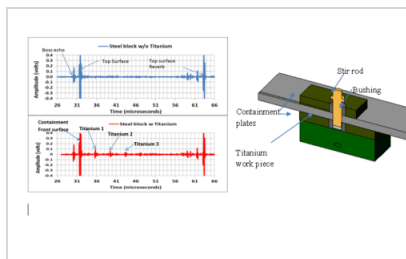 Steel block w/o Titanium
Boss echo
Top Surface
Top surface
Reverb
Amplitude (volts)
0.4
0.3
0.2
0.1
0.0
-0.1
-0.2
-0.3
-0.4
26 31 36 41 46 51 56 61 66
Time (microseconds)
Containment
Front surface
Steel block w Titanium
Titanium 1
Titanium 2
Titanium 3
Amplitude (volts)
0.4
0.3
0.2
0.1
0
-0.1
-0.2
-0.3
-0.4
26 31 36 41 46 51 56 61 66
Time (microseconds)
Stir rod
Bushing
Containment
plates
Titanium
work piece